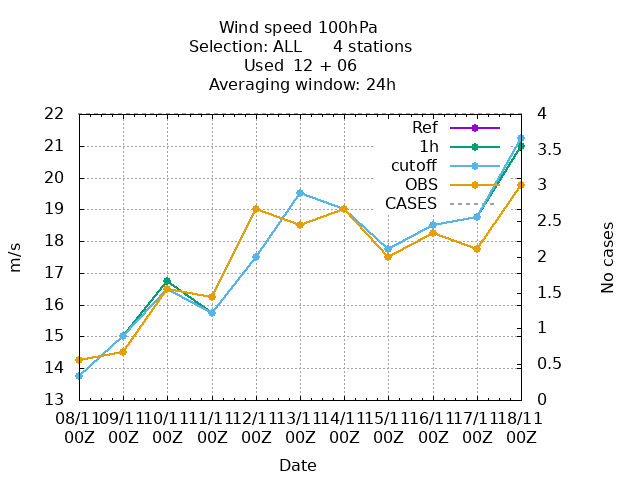 Wind speed 100hPa
Selection: ALL 4 stations
Used 12 + 06
Averaging window: 24h
22 4
21 3.5
20 3
19 2.5
18 2
17 1.5
16 1
15 0.5
14 0
13
Ref
1h
cutoff
OBS
CASES
m/s
No cases
08/11 09/11 10/11 11/11 12/11 13/11 14/11 15/11 16/11 17/11 18/11
00Z 00Z 00Z 00Z 00Z 00Z 00Z 00Z 00Z 00Z 00Z
Date